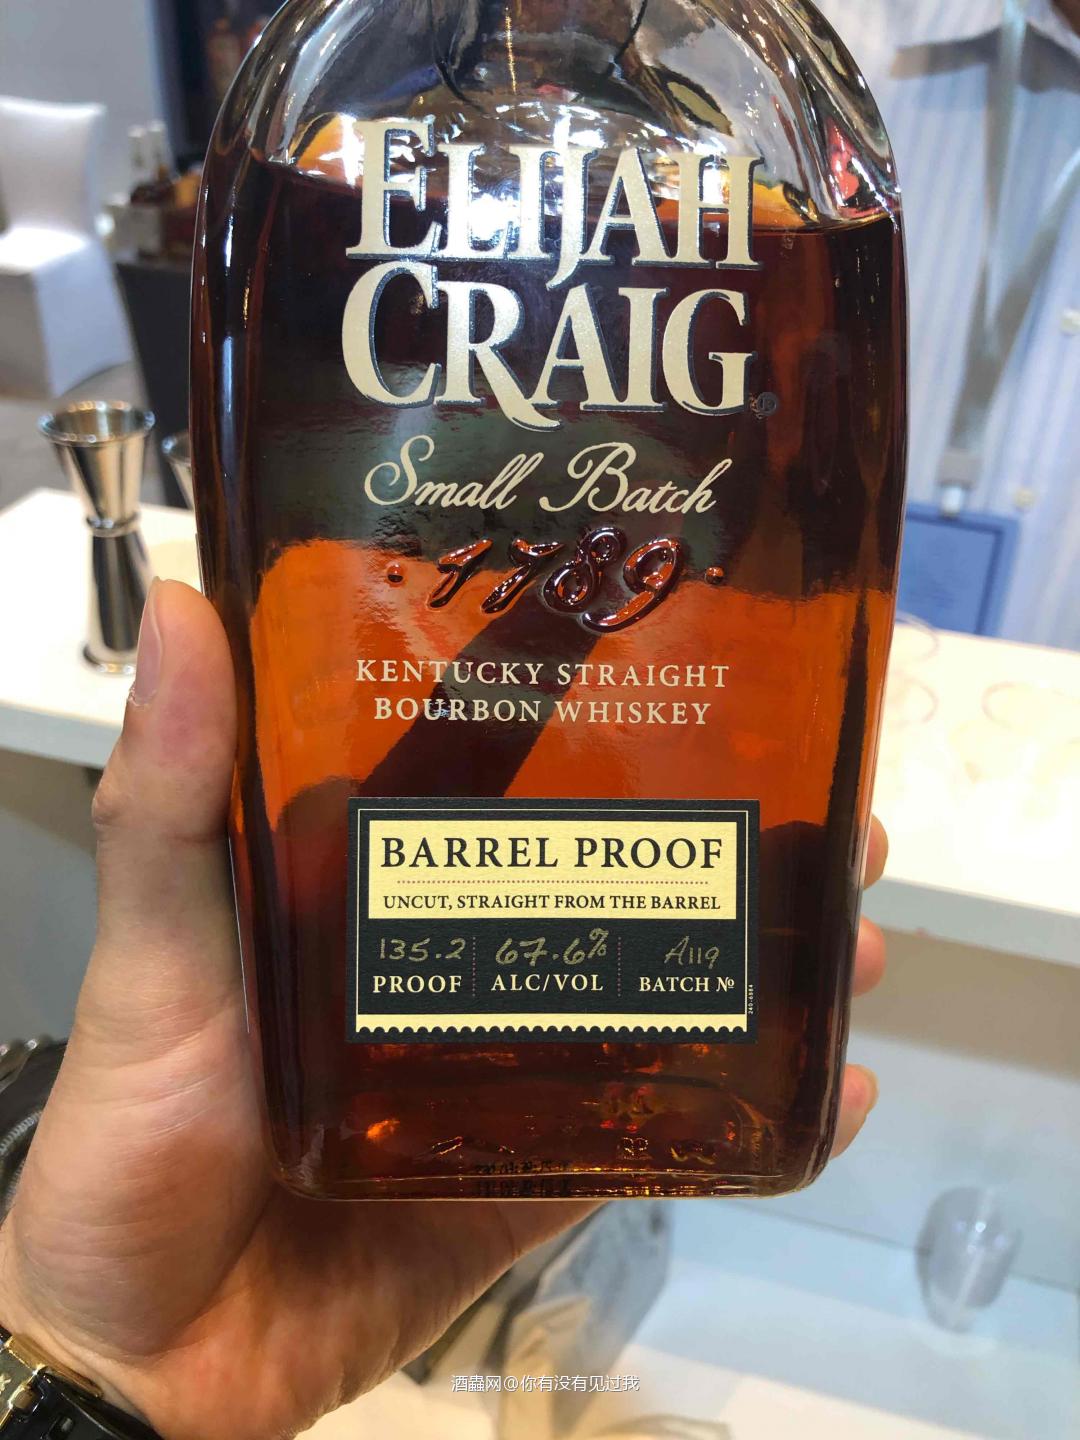 ELIJAH
CRAIG
®
Small Batch
·1789·
KENTUCKY STRAIGHT
BOURBON WHISKEY
BARREL PROOF
UNCUT, STRAIGHT FROM THE BARREL
135.2 67.6% A119
PROOF ALC/VOL BATCH №
酒蟲网@你有没有见过我